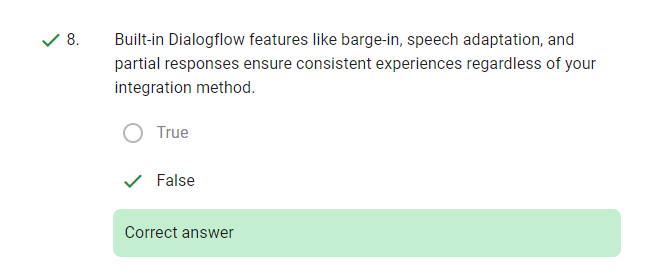 8. Built-in Dialogflow features like barge-in, speech adaptation, and
partial responses ensure consistent experiences regardless of your
integration method.
True
False
Correct answer